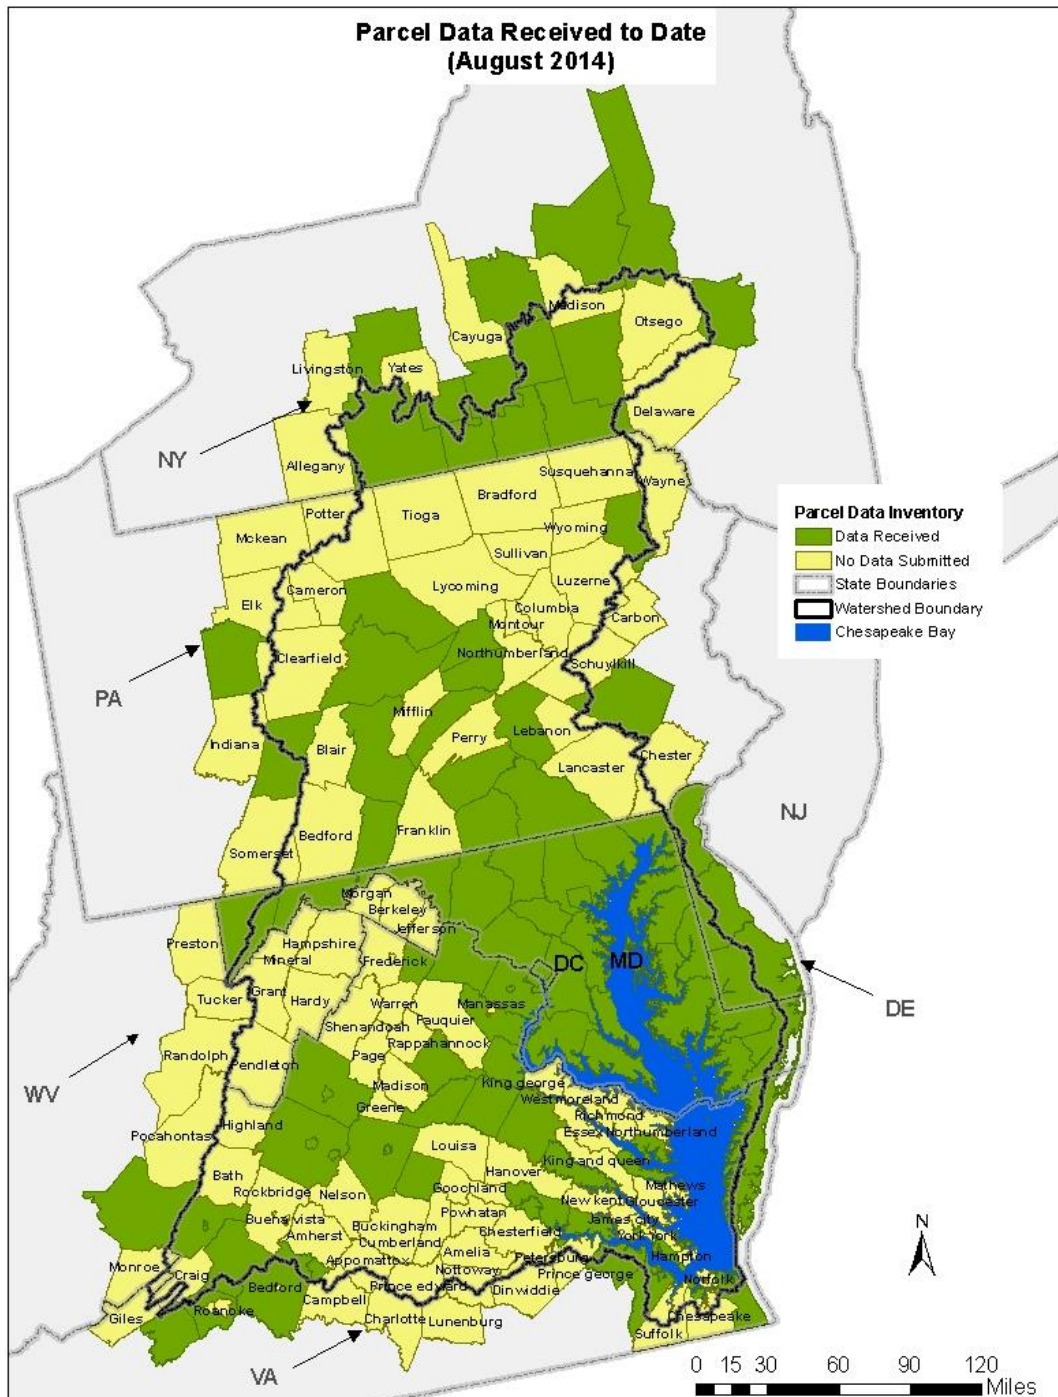 Parcel Data Received to Date
(August 2014)
Madison
Otsego
Cayuga
Livingston
Yates
Delaware
NY
Allegany
Susquehanna
Wayne
Bradford
Potter
Tioga
Wyoming
Mckean
Sullivan
Parcel Data Inventory
Data Received
No Data Submitted
State Boundaries
Watershed Boundary
Chesapeake Bay
Lycoming
Luzerne
Cameron
Elk
Columbia
Montour
Carbon
Northumberland
Clearfield
Schuylkill
PA
Mifflin
Indiana
Blair
Perry
Lebanon
Chester
Lancaster
NJ
Bedford
Franklin
Somerset
Morgan
Berkeley
Jefferson
Preston
Hampshire
Mineral
Frederick
DC
MD
Tucker
Grant
Hardy
Warren
Manassas
DE
Shenandoah
Fauquier
Rappahannock
Randolph
Pendleton
Page
Madison
King george
WV
Greene
Westmoreland
Richmond
Highland
Essex
Northumberland
Pocahontas
Louisa
King and queen
Bath
Hanover
Rockbridge
Nelson
Goochland
Mathews
New kent
Gloucester
Powhatan
Buena vista
Buckingham
Chesterfield
James city
Amherst
Cumberland
York
York
Amelia
Appomattox
Petersburg
Hampton
Monroe
Craig
Nottoway
Prince george
Norfolk
Bedford
Prince edward
Dinwiddie
Campbell
Roanoke
Giles
Charlotte
Lunenburg
Chesapeake
Suffolk
VA
N
0 15 30 60 90 120
Miles